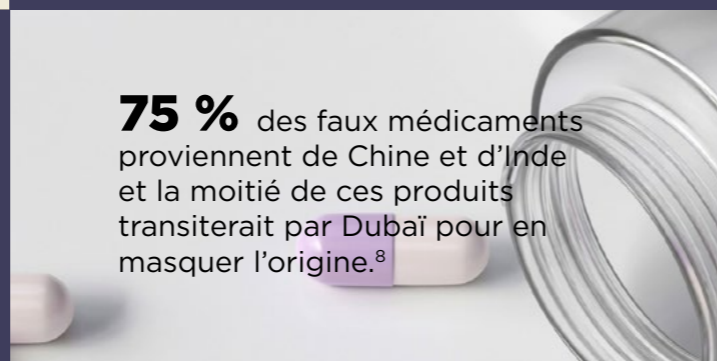 75 % des faux médicaments
proviennent de Chine et d’Inde
et la moitié de ces produits
transiterait par Dubaï pour en
masquer l’origine.⁸